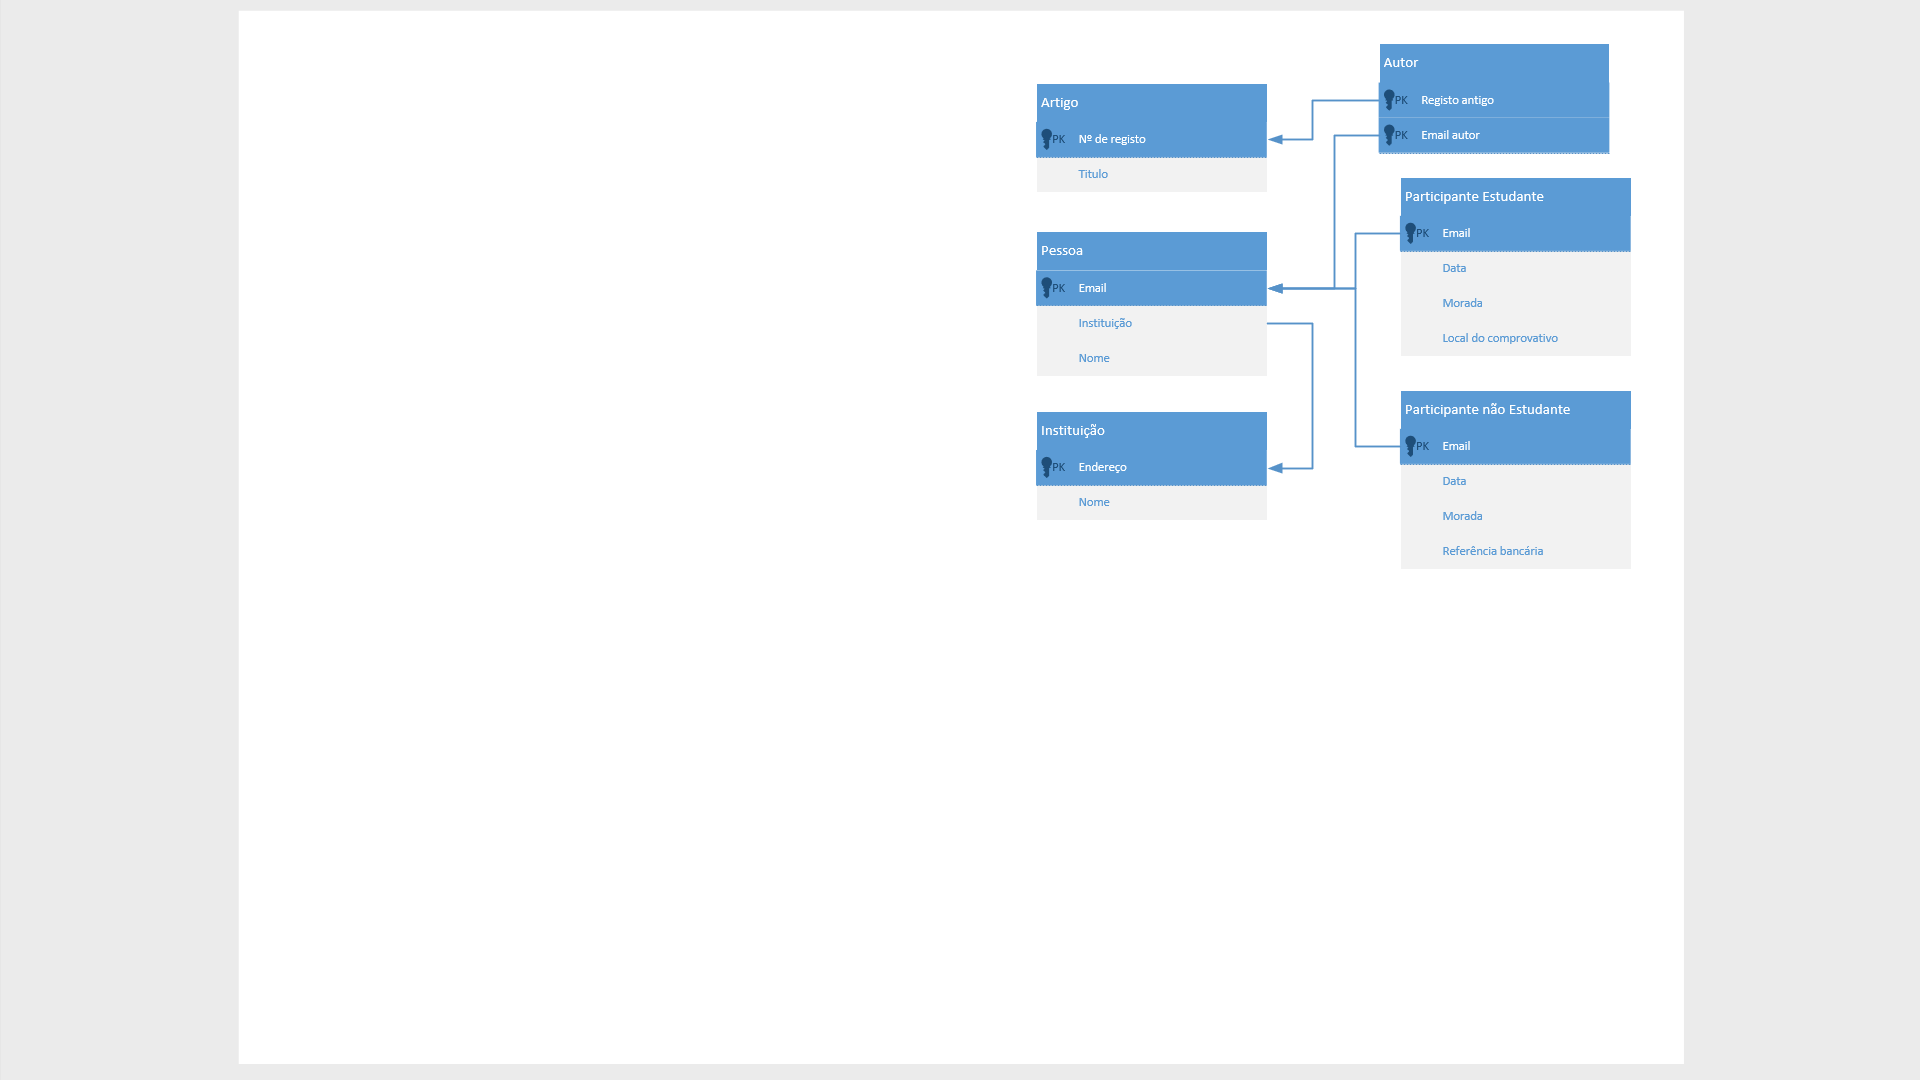 Artigo
PK Nº de registo
Titulo
Pessoa
PK Email
Instituição
Nome
Instituição
PK Endereço
Nome
Autor
PK Registo antigo
PK Email autor
Participante Estudante
PK Email
Data
Morada
Local do comprovativo
Participante não Estudante
PK Email
Data
Morada
Referência bancária